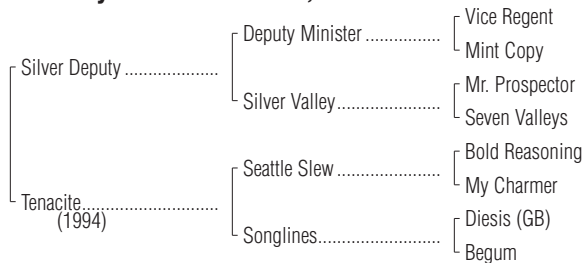 Vice Regent
Deputy Minister ..................
Mint Copy
Silver Deputy .......................
Mr. Prospector
Silver Valley .........................
Seven Valleys
Bold Reasoning
Seattle Slew .........................
My Charmer
Tenacite.................................
(1994)
Diesis (GB)
Songlines.............................
Begum